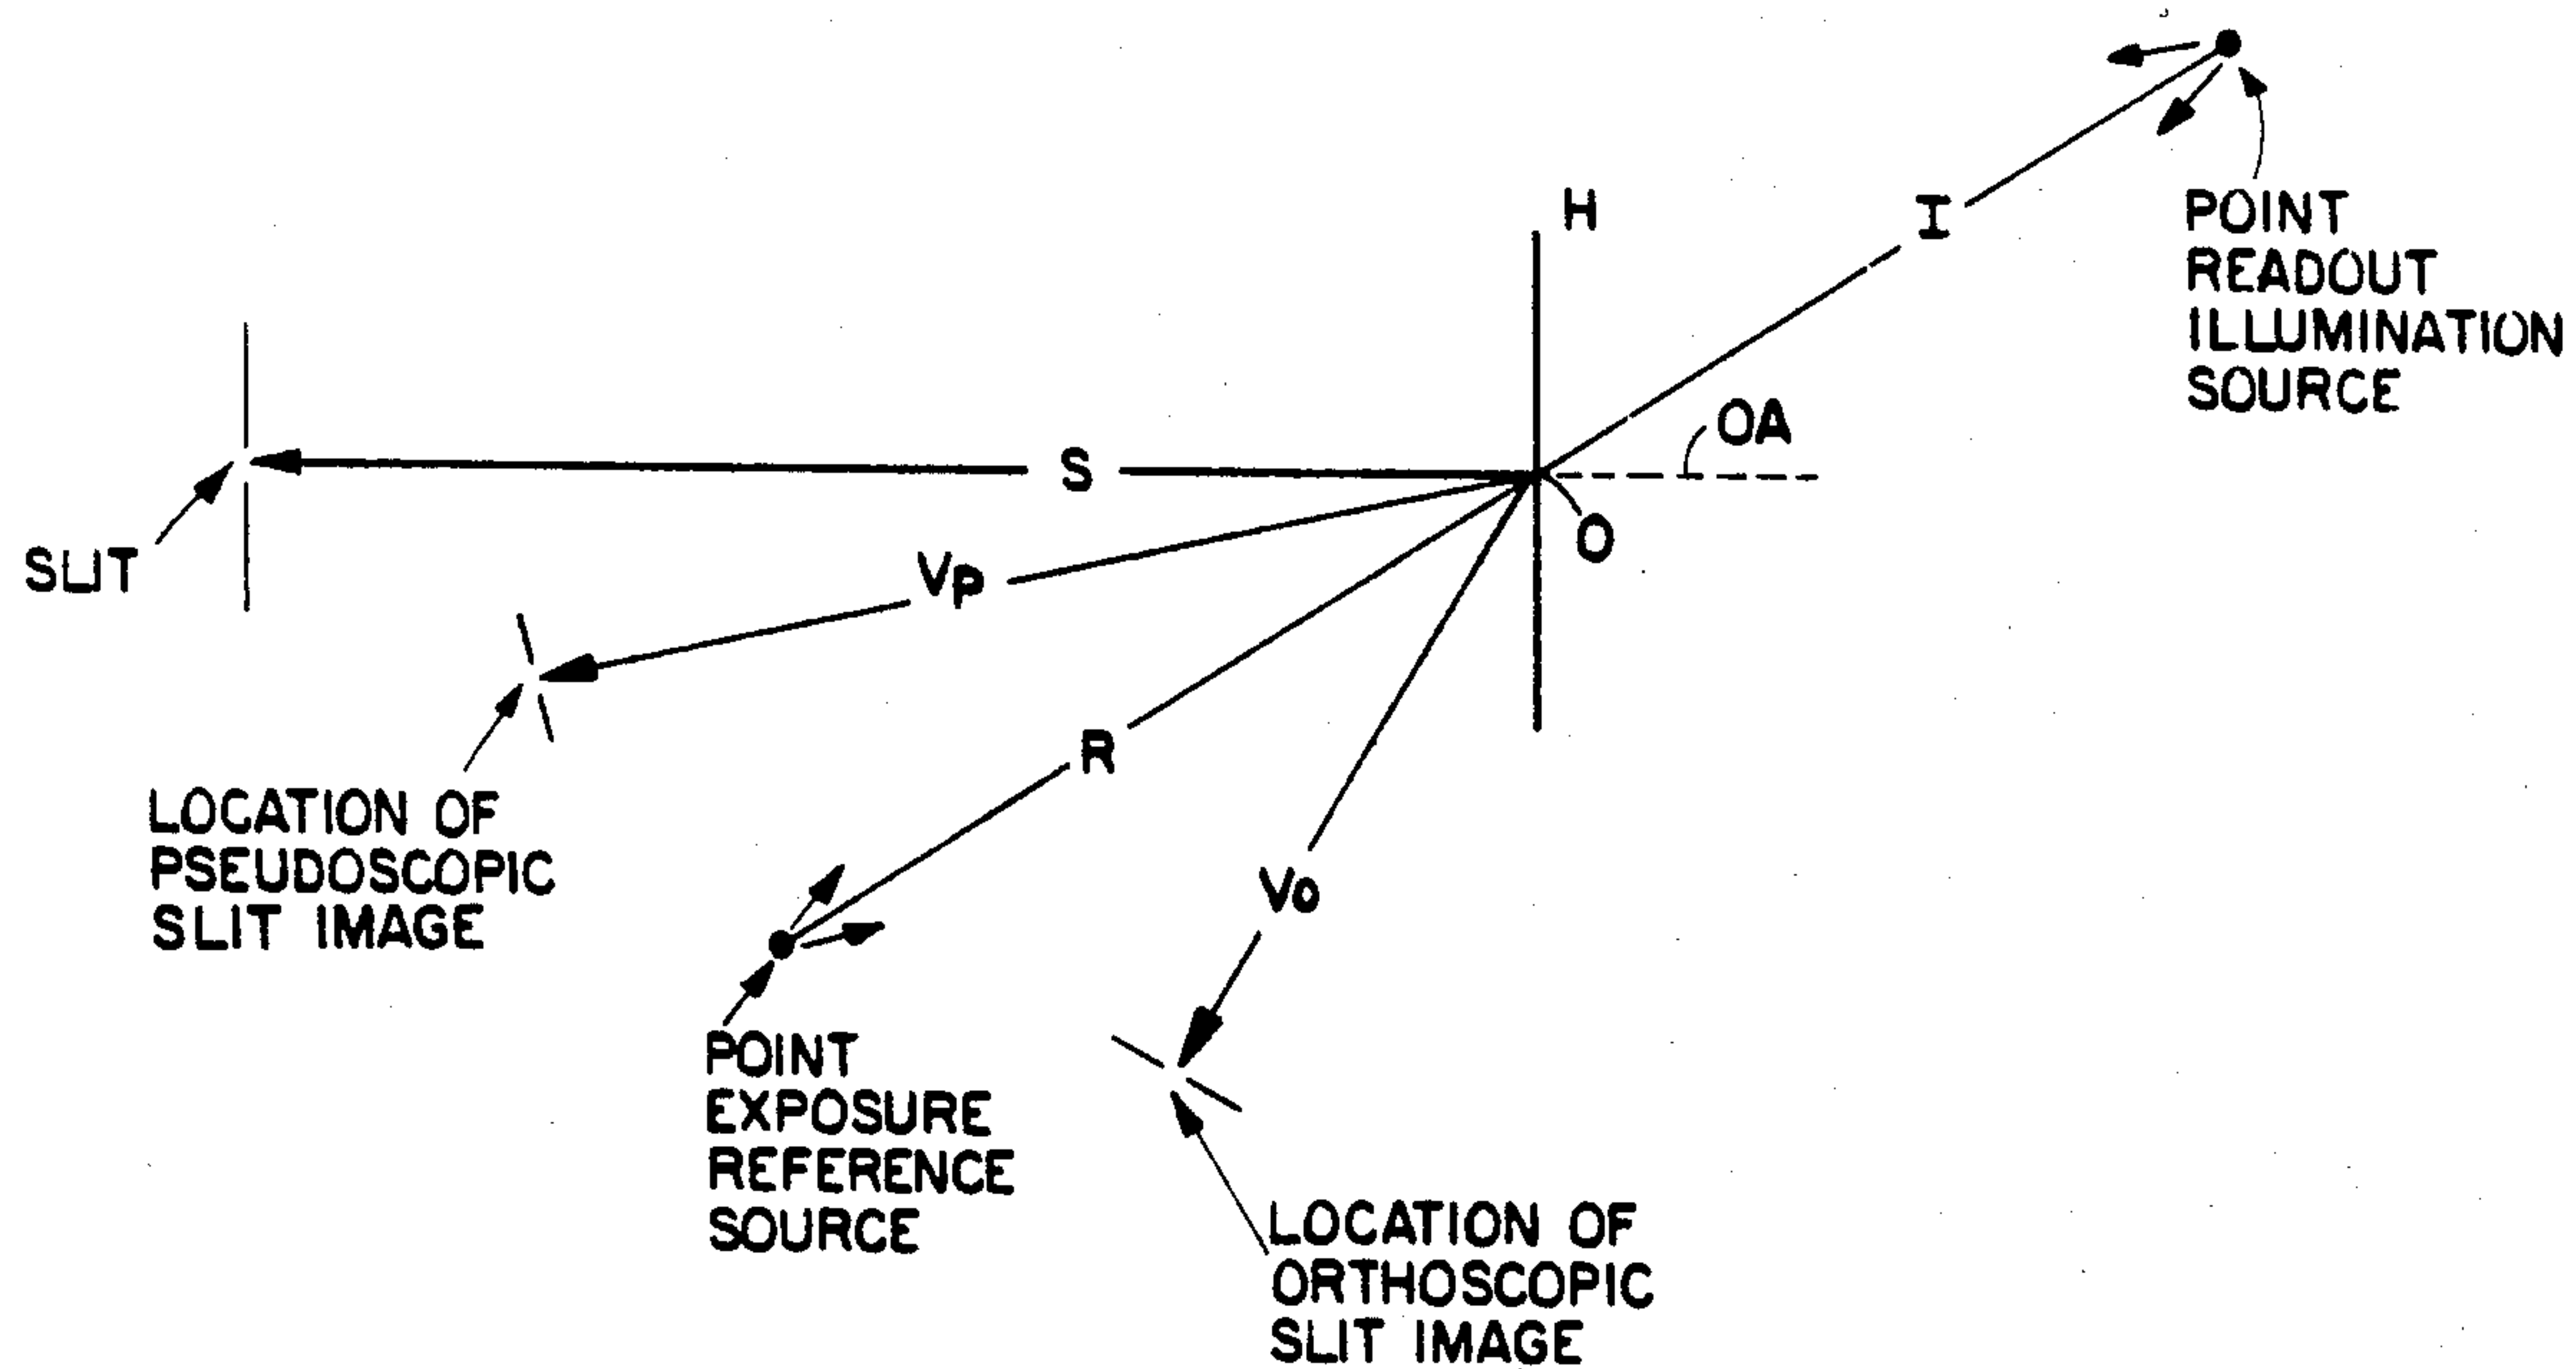 H
I
POINT
READOUT
ILLUMINATION
SOURCE
OA
S
O
SLIT
Vp
LOCATION OF
PSEUDOSCOPIC
SLIT IMAGE
R
Vo
POINT
EXPOSURE
REFERENCE
SOURCE
LOCATION OF
ORTHOSCOPIC
SLIT IMAGE